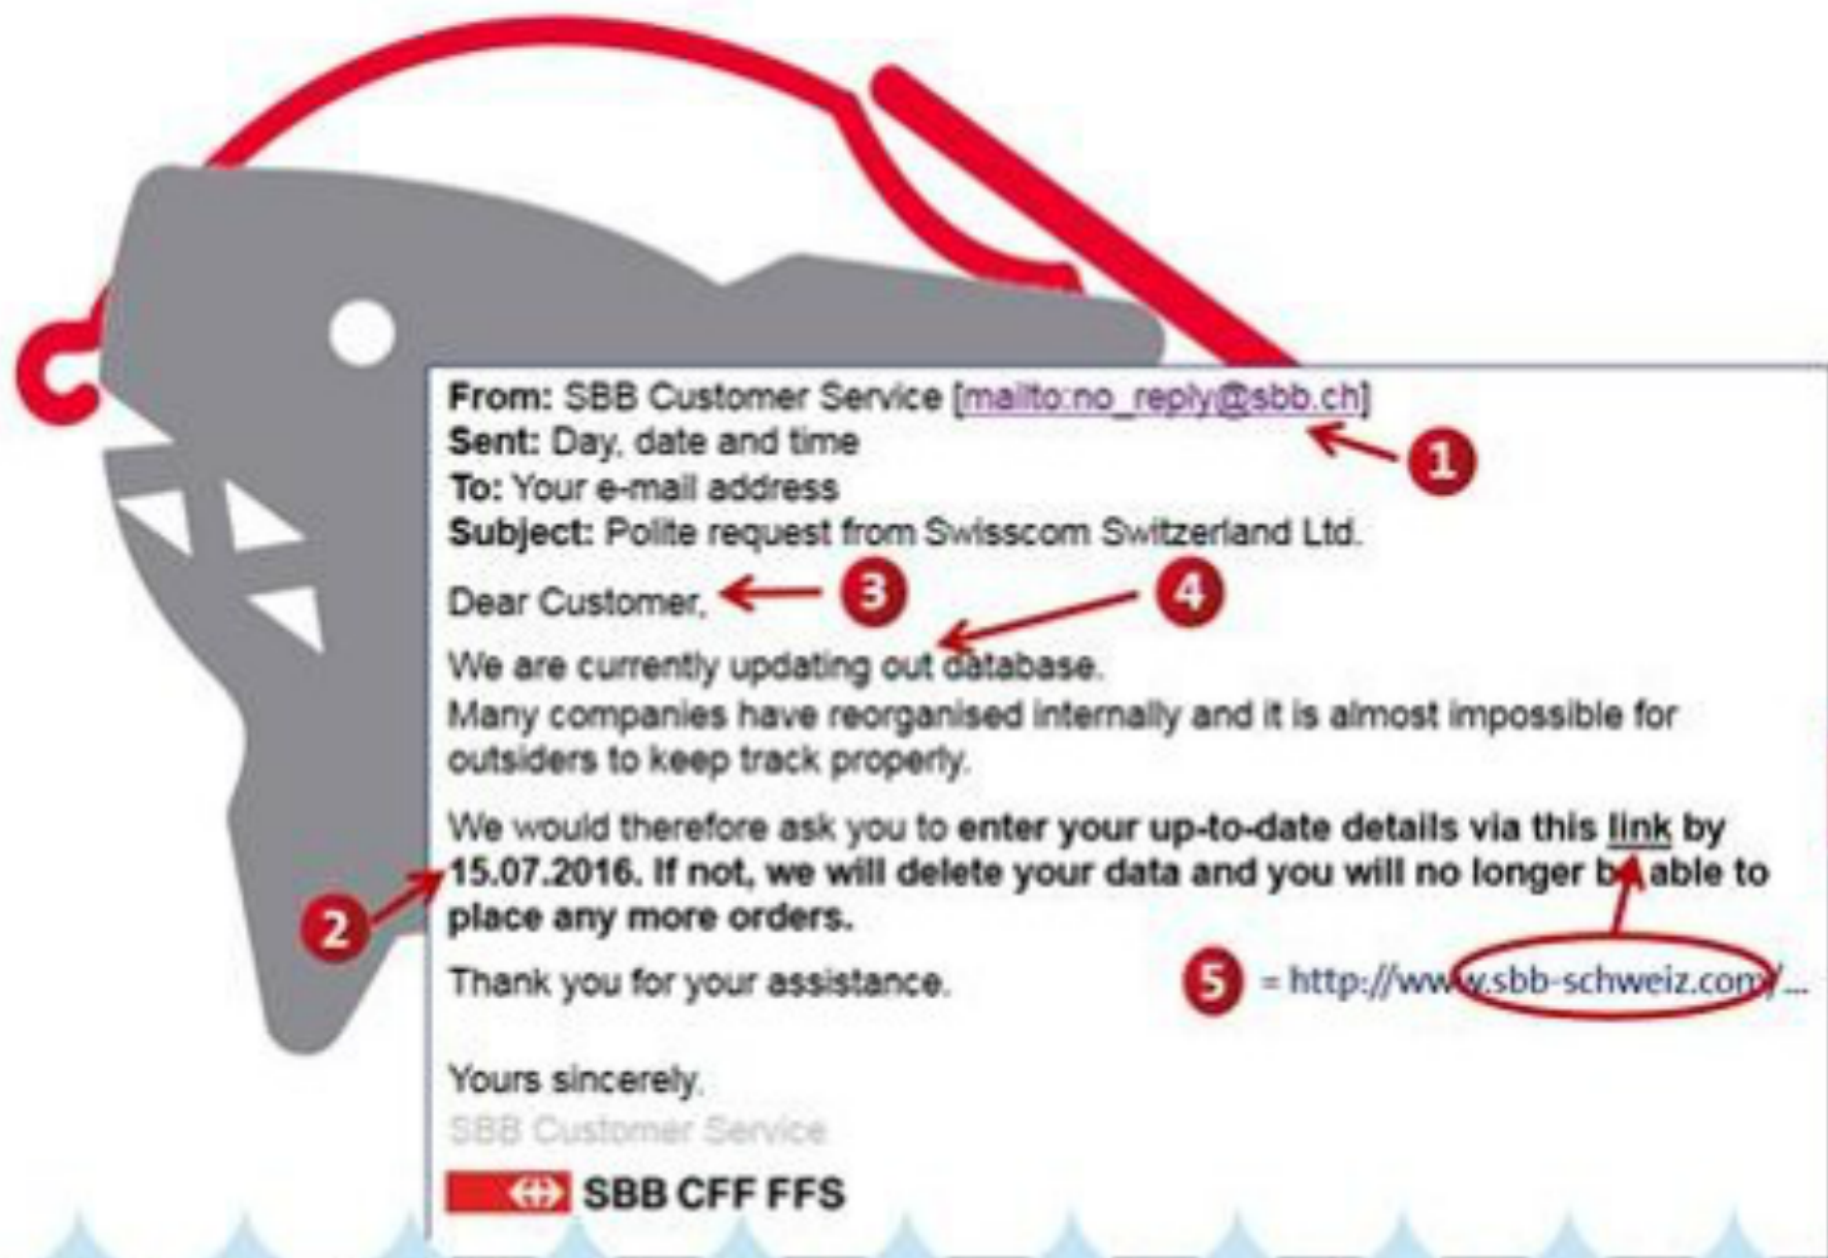 From: SBB Customer Service [mailto:no_reply@sbb.ch]
1
Sent: Day, date and time
To: Your e-mail address
Subject: Polite request from Swisscom Switzerland Ltd.
Dear Customer,
3
4
We are currently updating out database.
Many companies have reorganised internally and it is almost impossible for
outsiders to keep track properly.
We would therefore ask you to enter your up-to-date details via this link by
15.07.2016. If not, we will delete your data and you will no longer be able to
2
place any more orders.
Thank you for your assistance.
5 = http://www.sbb-schweiz.com/...
Yours sincerely,
SBB Customer Service
SBB CFF FFS